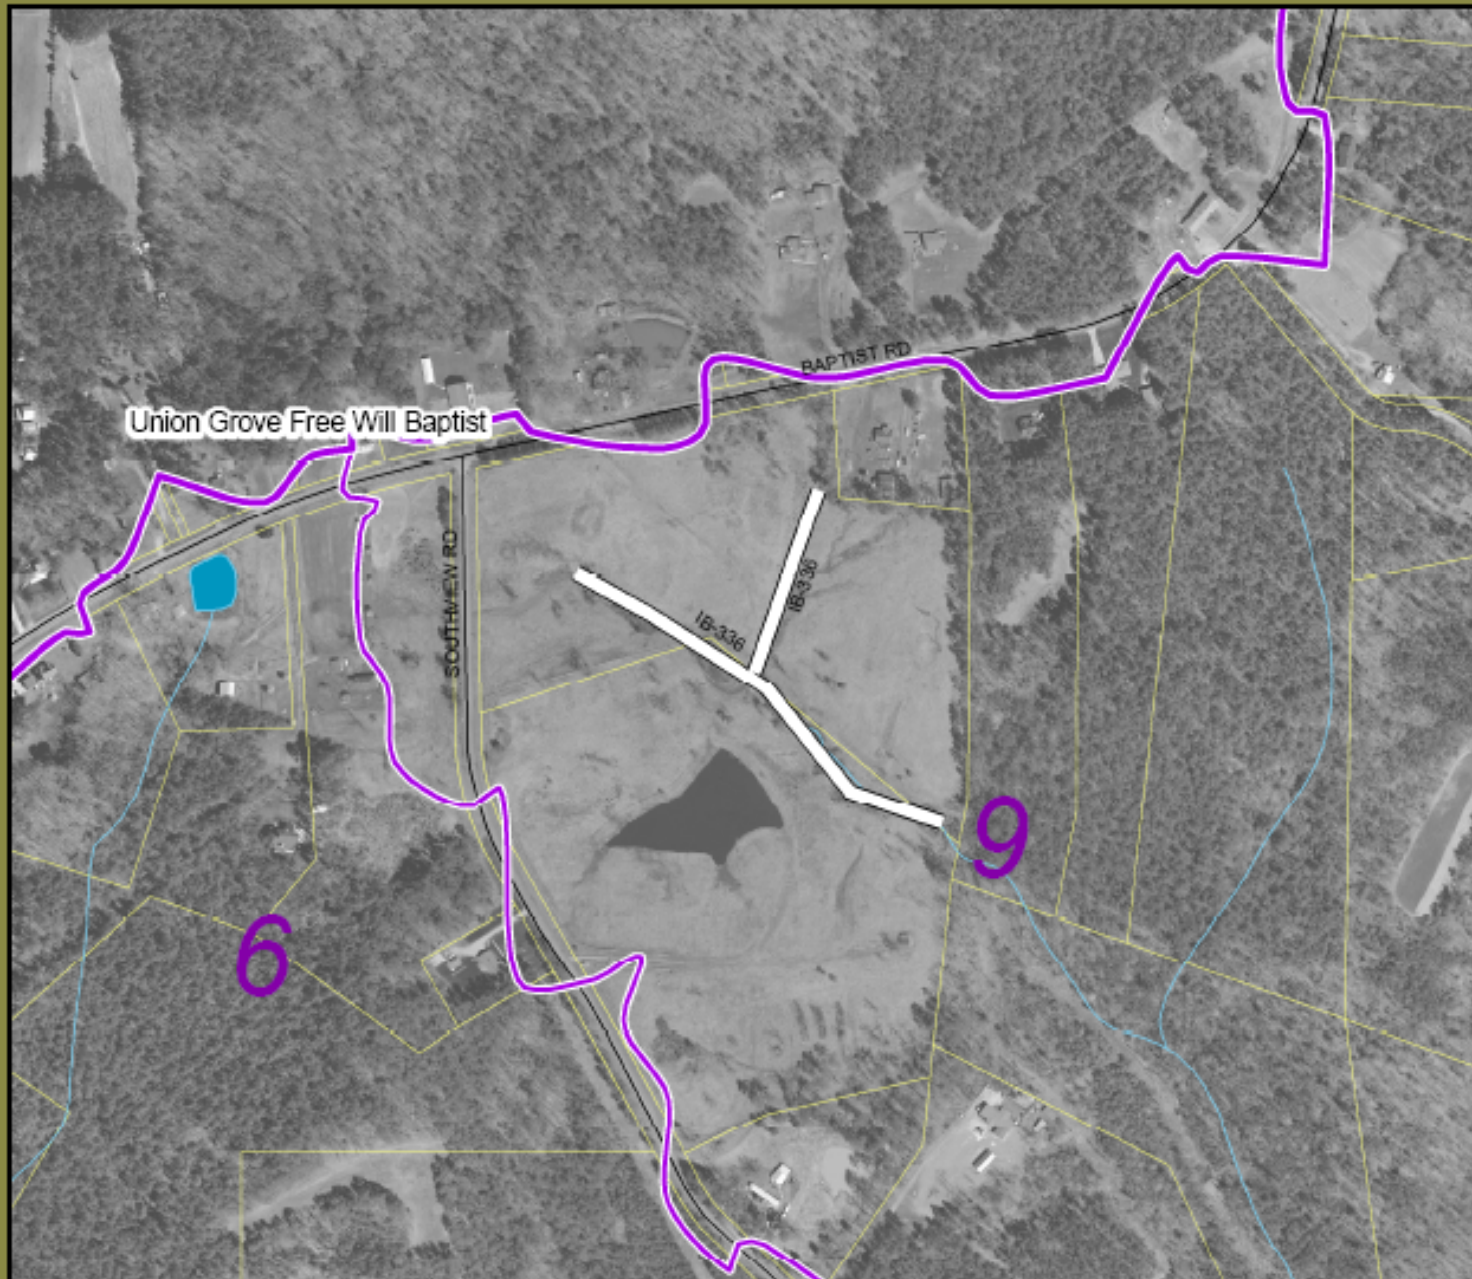 BAPTIST RD
Union Grove Free Will Baptist
SOUTHVIEW RD
IB-336
IB-336
9
6